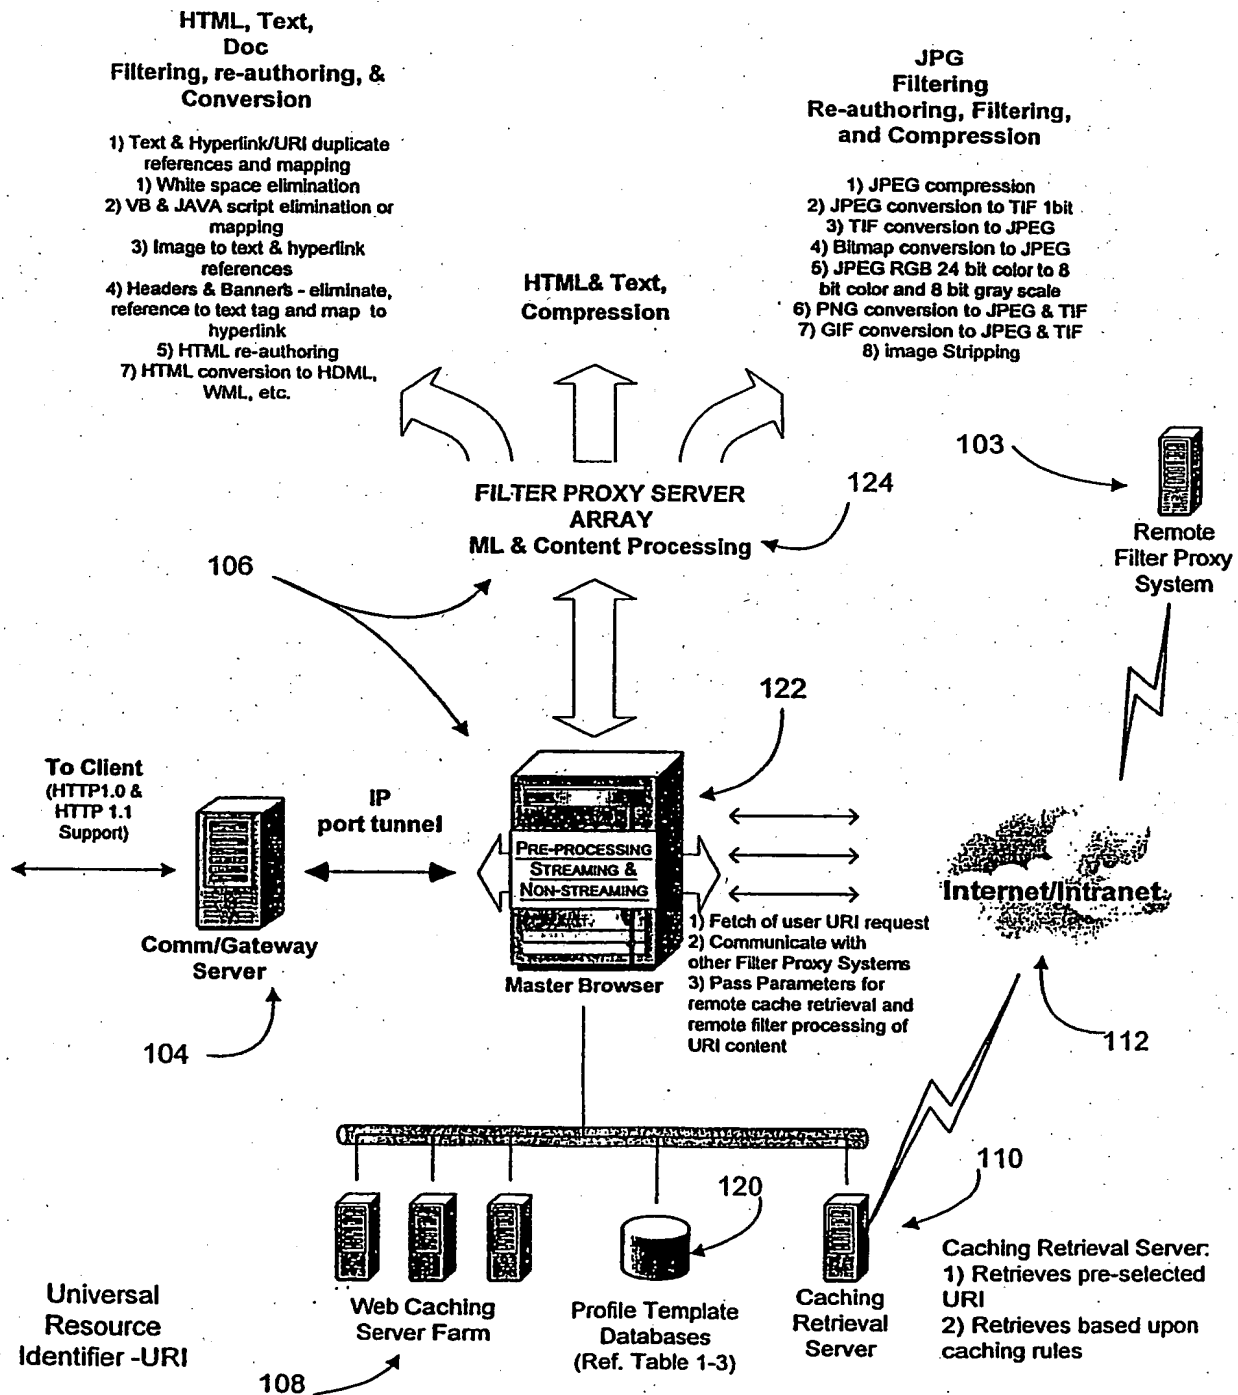 HTML, Text,
Doc
Filtering, re-authoring, &
Conversion
1) Text & Hyperlink/URI duplicate
references and mapping
1) White space elimination
2) VB & JAVA script elimination or
mapping
3) Image to text & hyperlink
references
4) Headers & Banners - eliminate,
reference to text tag and map to
hyperlink
5) HTML re-authoring
7) HTML conversion to HDML,
WML, etc.
HTML& Text,
Compression
JPG
Filtering
Re-authoring, Filtering,
and Compression
1) JPEG compression
2) JPEG conversion to TIF 1bit
3) TIF conversion to JPEG
4) Bitmap conversion to JPEG
5) JPEG RGB 24 bit color to 8
bit color and 8 bit gray scale
6) PNG conversion to JPEG & TIF
7) GIF conversion to JPEG & TIF
8) image Stripping
103
Remote
Filter Proxy
System
FILTER PROXY SERVER
ARRAY
ML & Content Processing
124
106
122
To Client
(HTTP1.0 &
HTTP 1.1
Support)
IP
port tunnel
PRE-PROCESSING
STREAMING &
NON-STREAMING
Internet/Intranet
Comm/Gateway
Server
104
Master Browser
1) Fetch of user URI request
2) Communicate with
other Filter Proxy Systems
3) Pass Parameters for
remote cache retrieval and
remote filter processing of
URI content
112
120
110
Universal
Resource
Identifier -URI
Web Caching
Server Farm
108
Profile Template
Databases
(Ref. Table 1-3)
Caching
Retrieval
Server
Caching Retrieval Server:
1) Retrieves pre-selected
URI
2) Retrieves based upon
caching rules